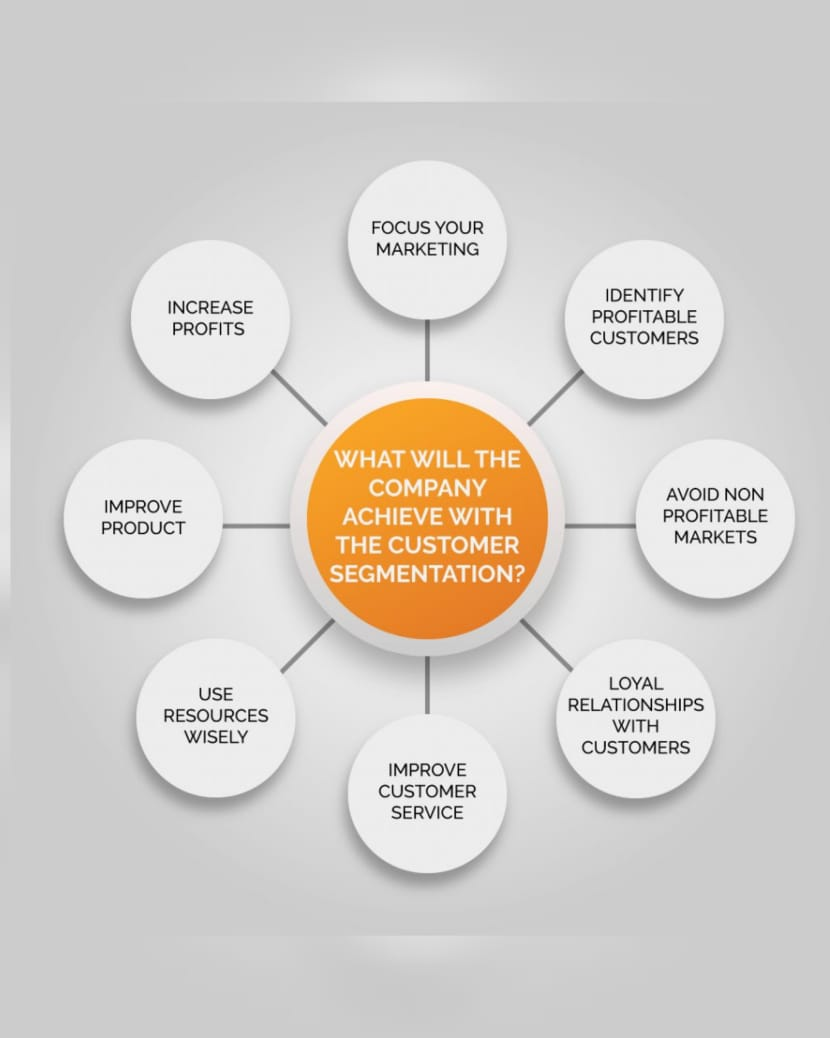 FOCUS YOUR
MARKETING
IDENTIFY
PROFITABLE
CUSTOMERS
AVOID NON
PROFITABLE
MARKETS
LOYAL
RELATIONSHIPS
WITH
CUSTOMERS
IMPROVE
CUSTOMER
SERVICE
USE
RESOURCES
WISELY
IMPROVE
PRODUCT
INCREASE
PROFITS
WHAT WILL THE
COMPANY
ACHIEVE WITH
THE CUSTOMER
SEGMENTATION?